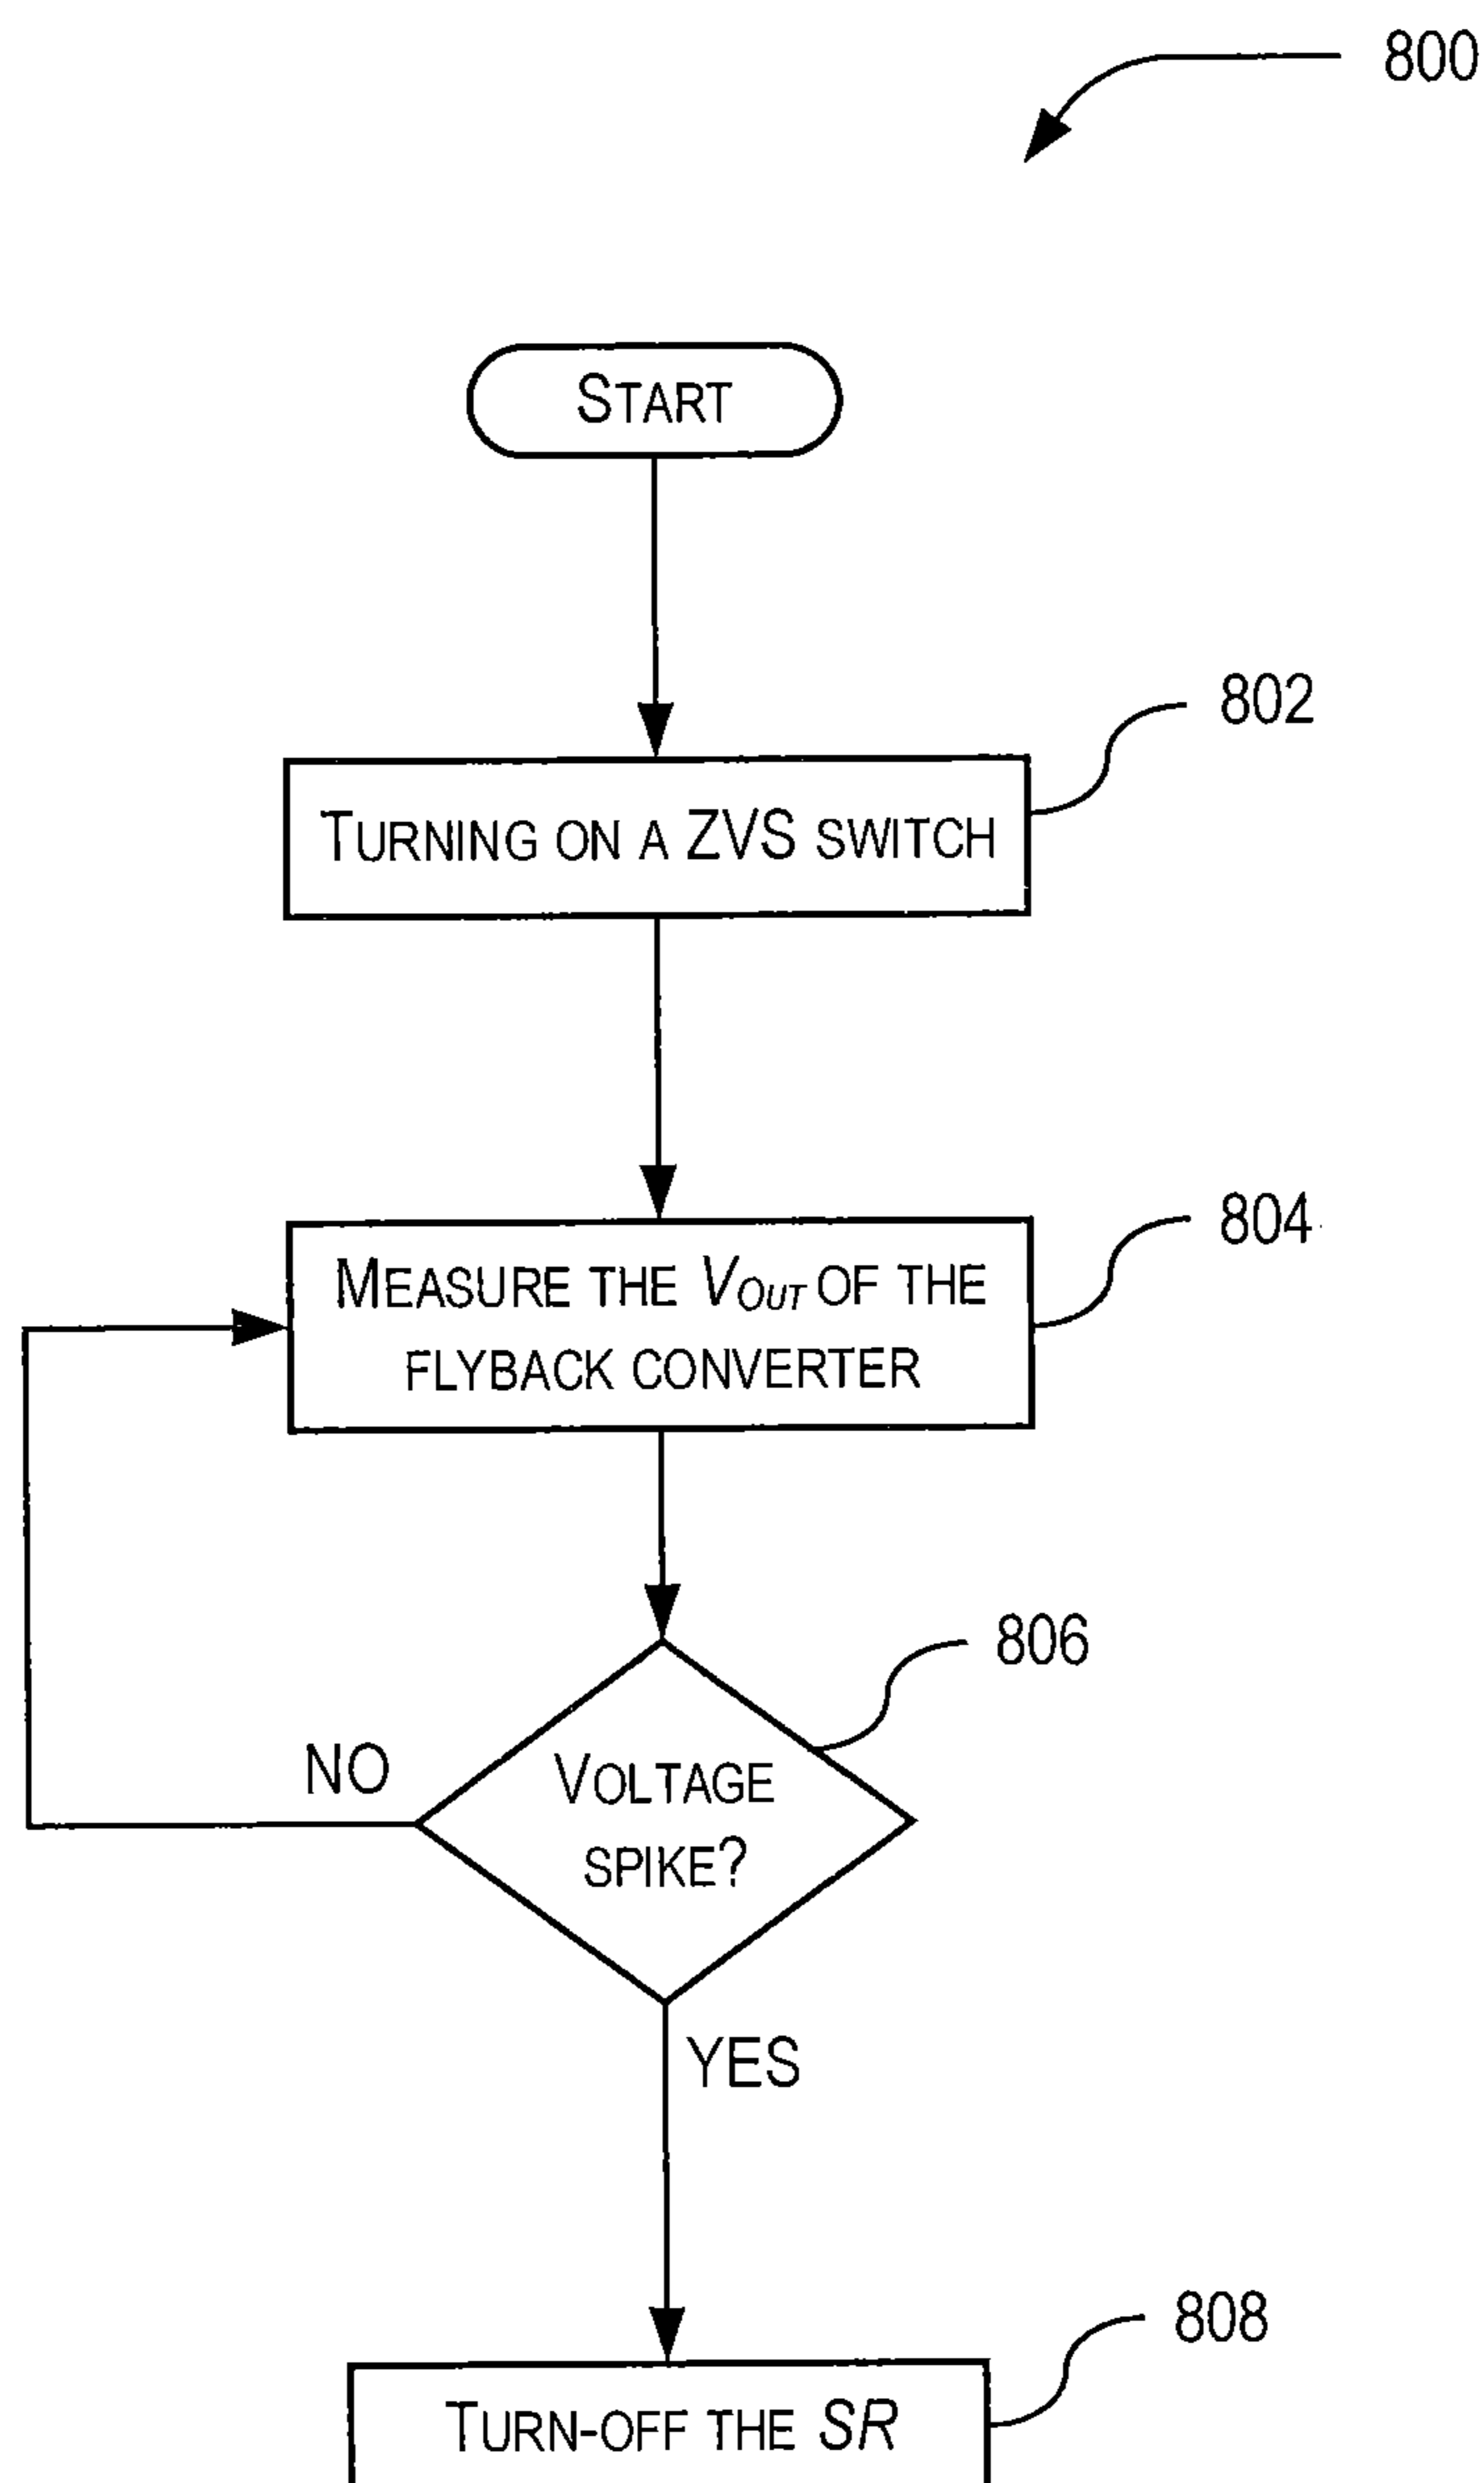 800
START
802
TURNING ON A ZVS SWITCH
804
MEASURE THE VOUT OF THE
FLYBACK CONVERTER
806
VOLTAGE
SPIKE?
NO
YES
808
TURN-OFF THE SR